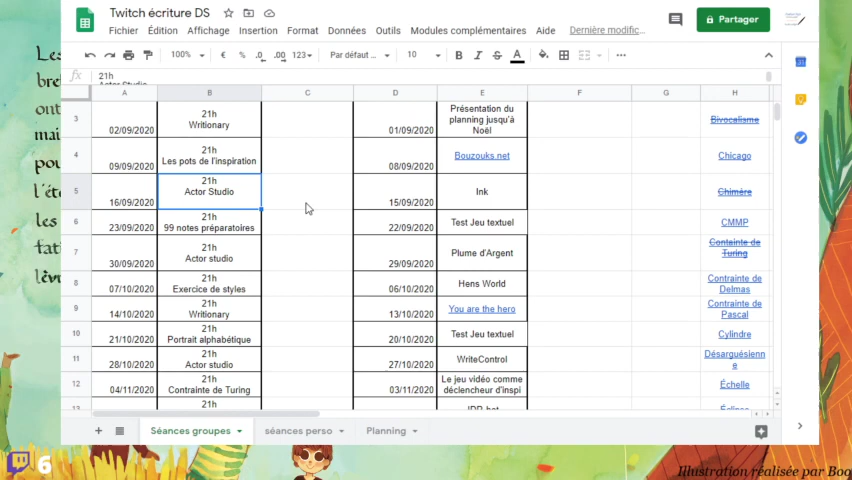 Twitch écriture DS
Fichier Édition Affichage Insertion Format Données Outils Modules complémentaires Aide Dernière modific...
Partager
100% € % .0 .00 123 Par défaut ... 10 B I S A
fx 21h
A B C D E F G H
3 02/09/2020 21h Writionary 01/09/2020 Présentation du planning jusqu'à Noël Bivocalisme
4 09/09/2020 21h Les pots de l'inspiration 08/09/2020 Bouzouks.net Chicago
5 16/09/2020 21h Actor Studio 15/09/2020 Ink Chimère
6 23/09/2020 21h 99 notes préparatoires 22/09/2020 Test Jeu textuel CMMP
7 30/09/2020 21h Actor studio 29/09/2020 Plume d'Argent Containte de Turing
8 07/10/2020 21h Exercice de styles 06/10/2020 Hens World Contrainte de Delmas
9 14/10/2020 21h Writionary 13/10/2020 You are the hero Contrainte de Pascal
10 21/10/2020 21h Portrait alphabétique 20/10/2020 Test Jeu textuel Cylindre
11 28/10/2020 21h Actor studio 27/10/2020 WriteControl Désarguésienne
12 04/11/2020 21h Contrainte de Turing 03/11/2020 Le jeu vidéo comme déclencheur d'inspi Échelle
21h
Séances groupes séances perso Planning
Les
l'été
les
6
Illustration réalisée par Boo